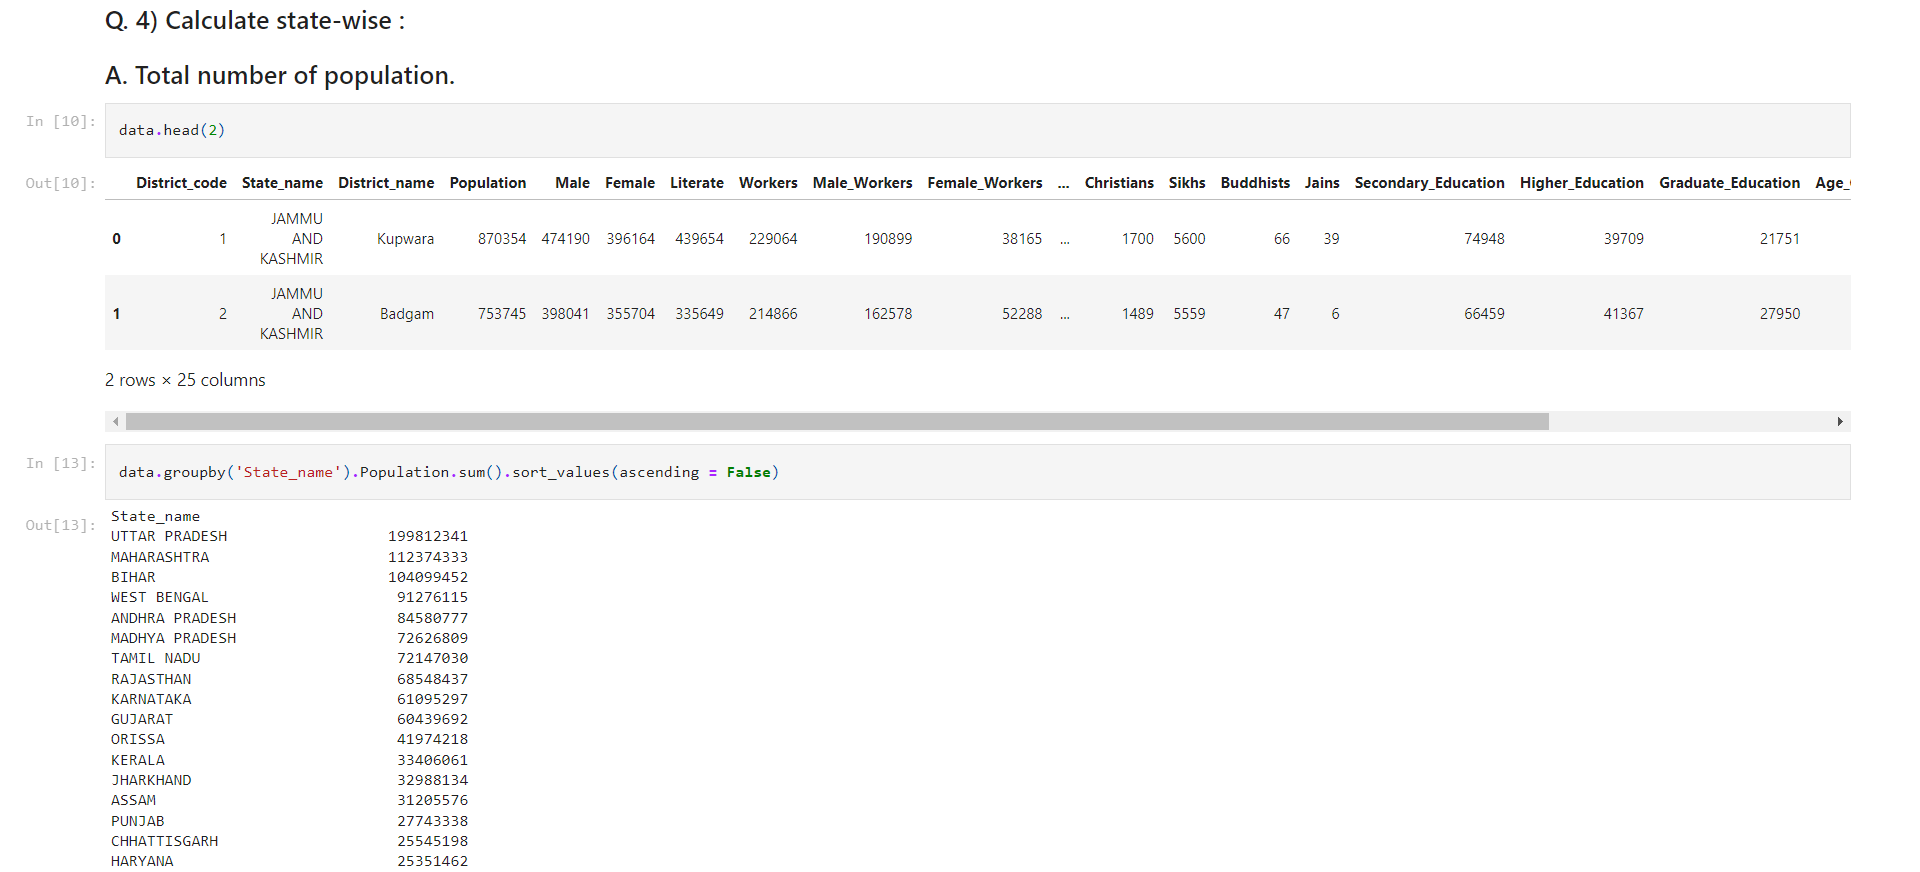 Q. 4) Calculate state-wise :
A. Total number of population.
In [10]:
data.head(2)
Out[10]:
District_code State_name District_name Population Male Female Literate Workers Male_Workers Female_Workers ... Christians Sikhs Buddhists Jains Secondary_Education Higher_Education Graduate_Education Age_
0 1 JAMMU AND KASHMIR Kupwara 870354 474190 396164 439654 229064 190899 38165 ... 1700 5600 66 39 74948 39709 21751
1 2 JAMMU AND KASHMIR Badgam 753745 398041 355704 335649 214866 162578 52288 ... 1489 5559 47 6 66459 41367 27950
2 rows × 25 columns
In [13]:
data.groupby('State_name').Population.sum().sort_values(ascending = False)
Out[13]:
State_name
UTTAR PRADESH 199812341
MAHARASHTRA 112374333
BIHAR 104099452
WEST BENGAL 91276115
ANDHRA PRADESH 84580777
MADHYA PRADESH 72626809
TAMIL NADU 72147030
RAJASTHAN 68548437
KARNATAKA 61095297
GUJARAT 60439692
ORISSA 41974218
KERALA 33406061
JHARKHAND 32988134
ASSAM 31205576
PUNJAB 27743338
CHHATTISGARH 25545198
HARYANA 25351462